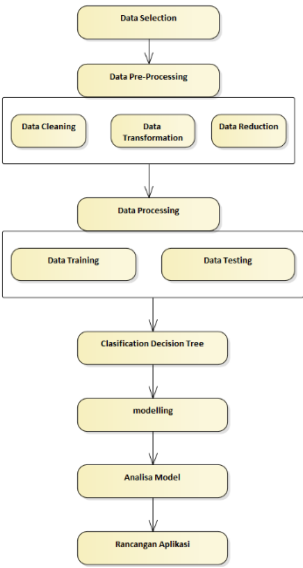 Data Selection
Data Pre-Processing
Data Cleaning
Data
Transformation
Data Reduction
Data Processing
Data Training
Data Testing
Clasification Decision Tree
modelling
Analisa Model
Rancangan Aplikasi